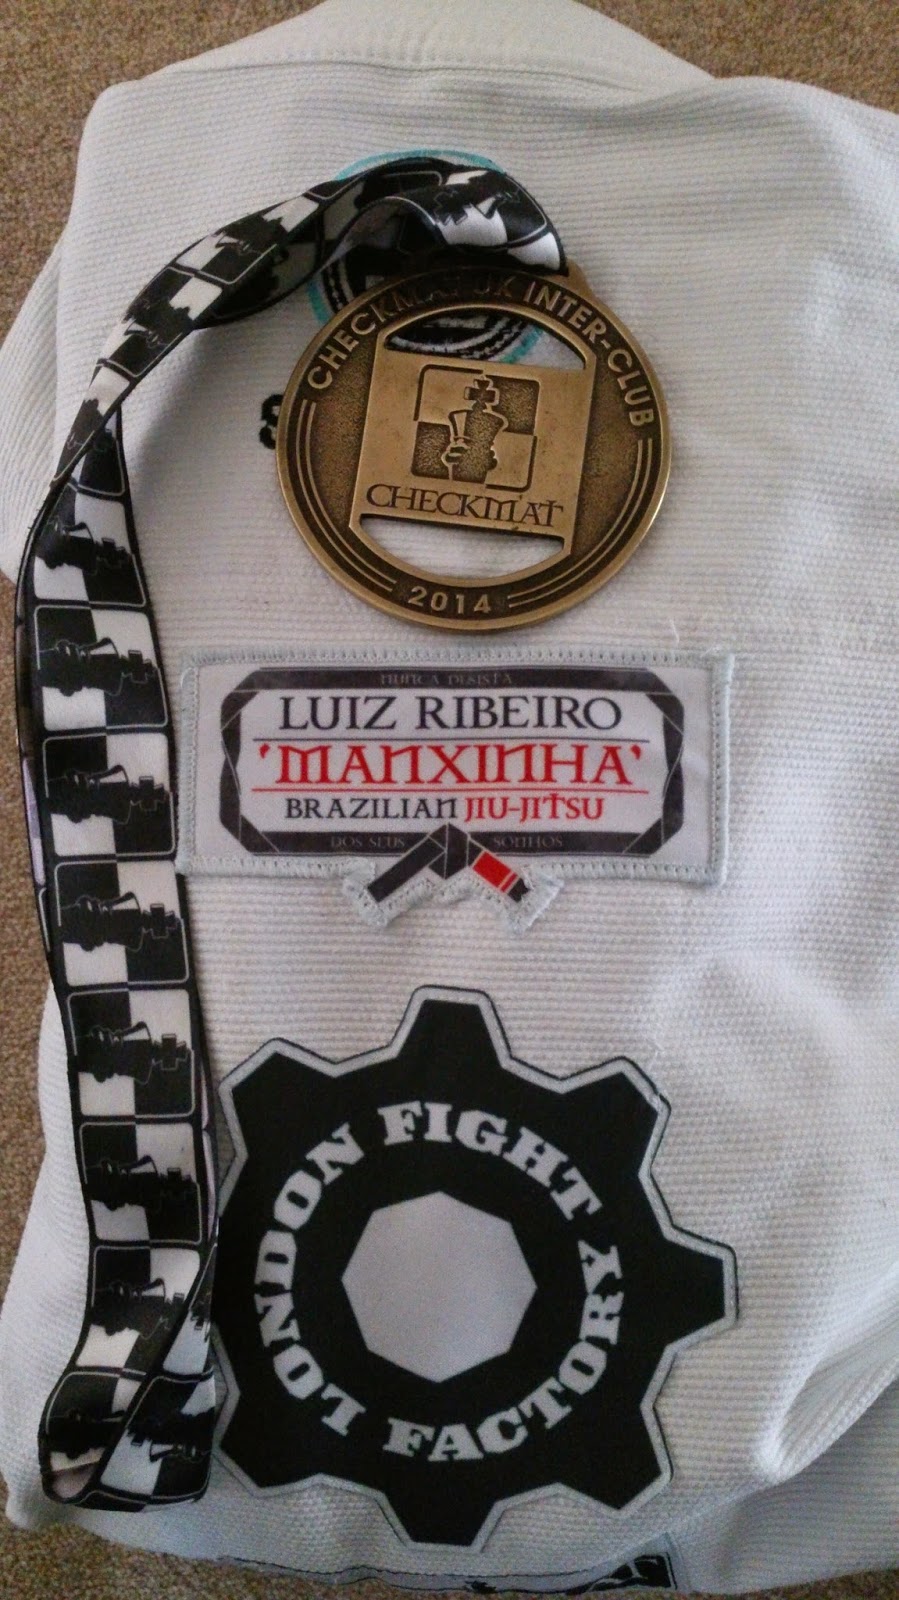 CHECKMAT UK INTER-CLUB
CHECKMAT
2014
NUNCA DESISTA
LUIZ RIBEIRO
'MANXINHA'
BRAZILIAN JIU-JITSU
DOS SEUS SONHOS
LONDON FIGHT FACTORY